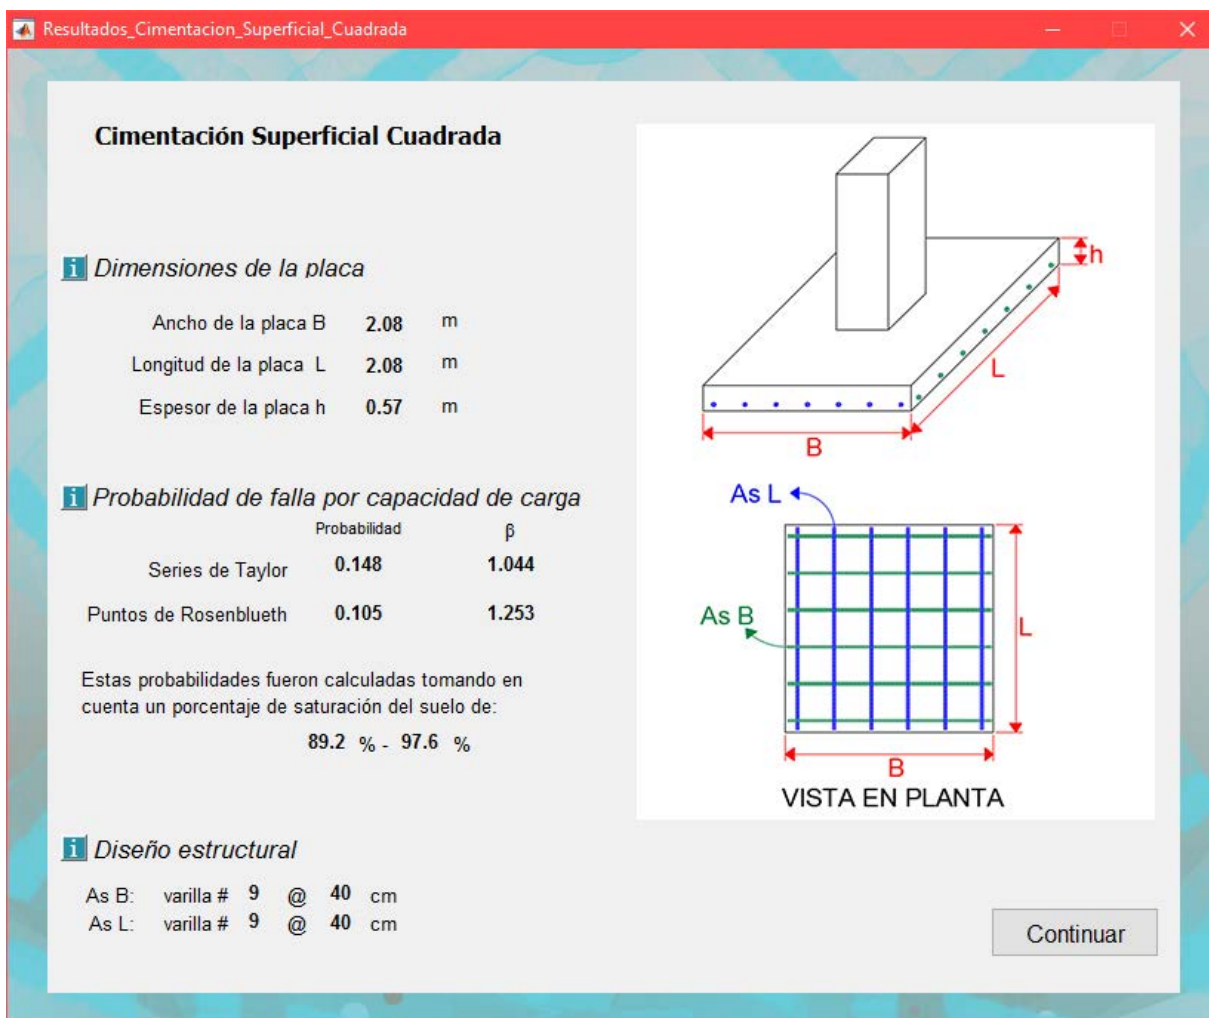 Resultados_Cimentacion_Superficial_Cuadrada
Cimentación Superficial Cuadrada
Dimensiones de la placa
Ancho de la placa B 2.08 m
Longitud de la placa L 2.08 m
Espesor de la placa h 0.57 m
Probabilidad de falla por capacidad de carga
Probabilidad β
Series de Taylor 0.148 1.044
Puntos de Rosenblueth 0.105 1.253
Estas probabilidades fueron calculadas tomando en
cuenta un porcentaje de saturación del suelo de:
89.2 % - 97.6 %
Diseño estructural
As B: varilla # 9 @ 40 cm
As L: varilla # 9 @ 40 cm
h
L
B
As L
As B
L
B
VISTA EN PLANTA
Continuar